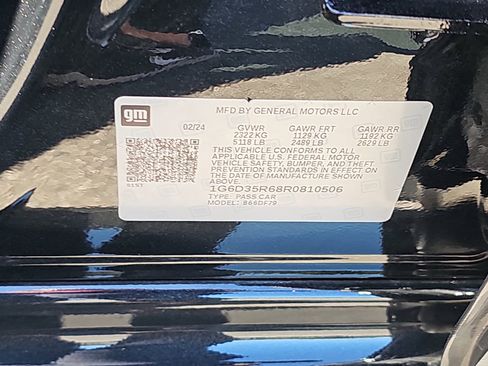 gm
MFD BY GENERAL MOTORS LLC
02/24 GVWR GAWR FRT GAWR RR
2322 KG 1129 KG 1192 KG
5118 LB 2489 LB 2629 LB
THIS VEHICLE CONFORMS TO ALL
APPLICABLE U.S. FEDERAL MOTOR
VEHICLE SAFETY, BUMPER, AND THEFT
PREVENTION STANDARDS IN EFFECT ON
THE DATE OF MANUFACTURE SHOWN
ABOVE.
1G6D35R68R0810506
TYPE: PASS CAR
MODEL: B66DF79